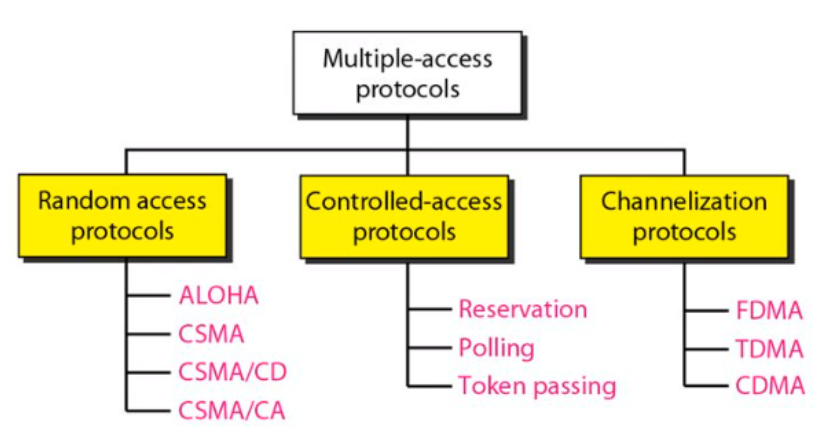 Multiple-access
protocols
Random access
protocols
Controlled-access
protocols
Channelization
protocols
ALOHA
CSMA
CSMA/CD
CSMA/CA
Reservation
Polling
Token passing
FDMA
TDMA
CDMA